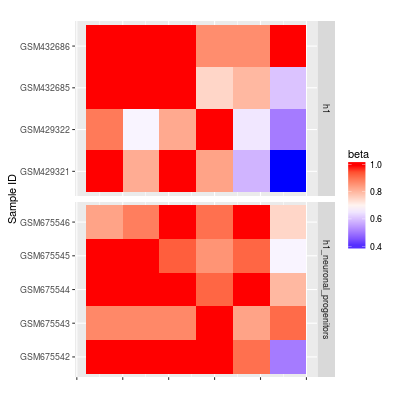 GSM432686
GSM432685
GSM429322
GSM429321
h1
GSM675546
GSM675545
GSM675544
GSM675543
GSM675542
h1_neuronal_progenitors
Sample ID
beta
1.0
0.8
0.6
0.4